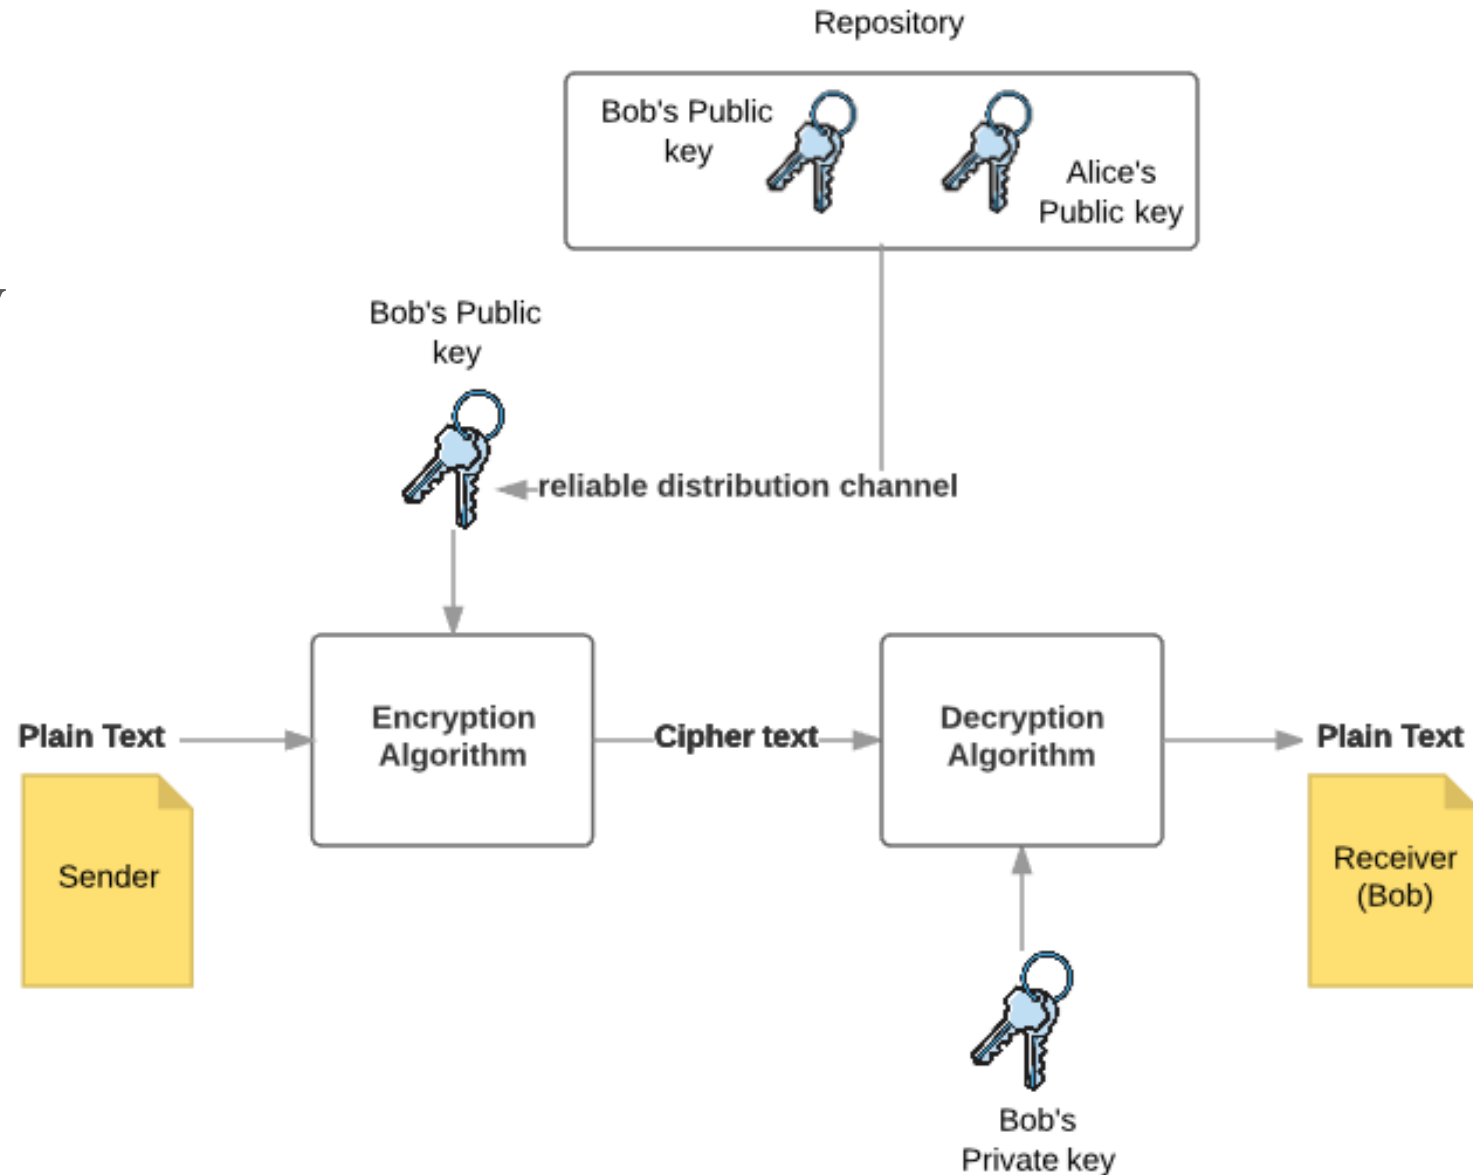 Repository
Bob's Public
key
Alice's
Public key
Bob's Public
key
reliable distribution channel
Plain Text
Encryption
Algorithm
Cipher text
Decryption
Algorithm
Plain Text
Sender
Receiver
(Bob)
Bob's
Private key